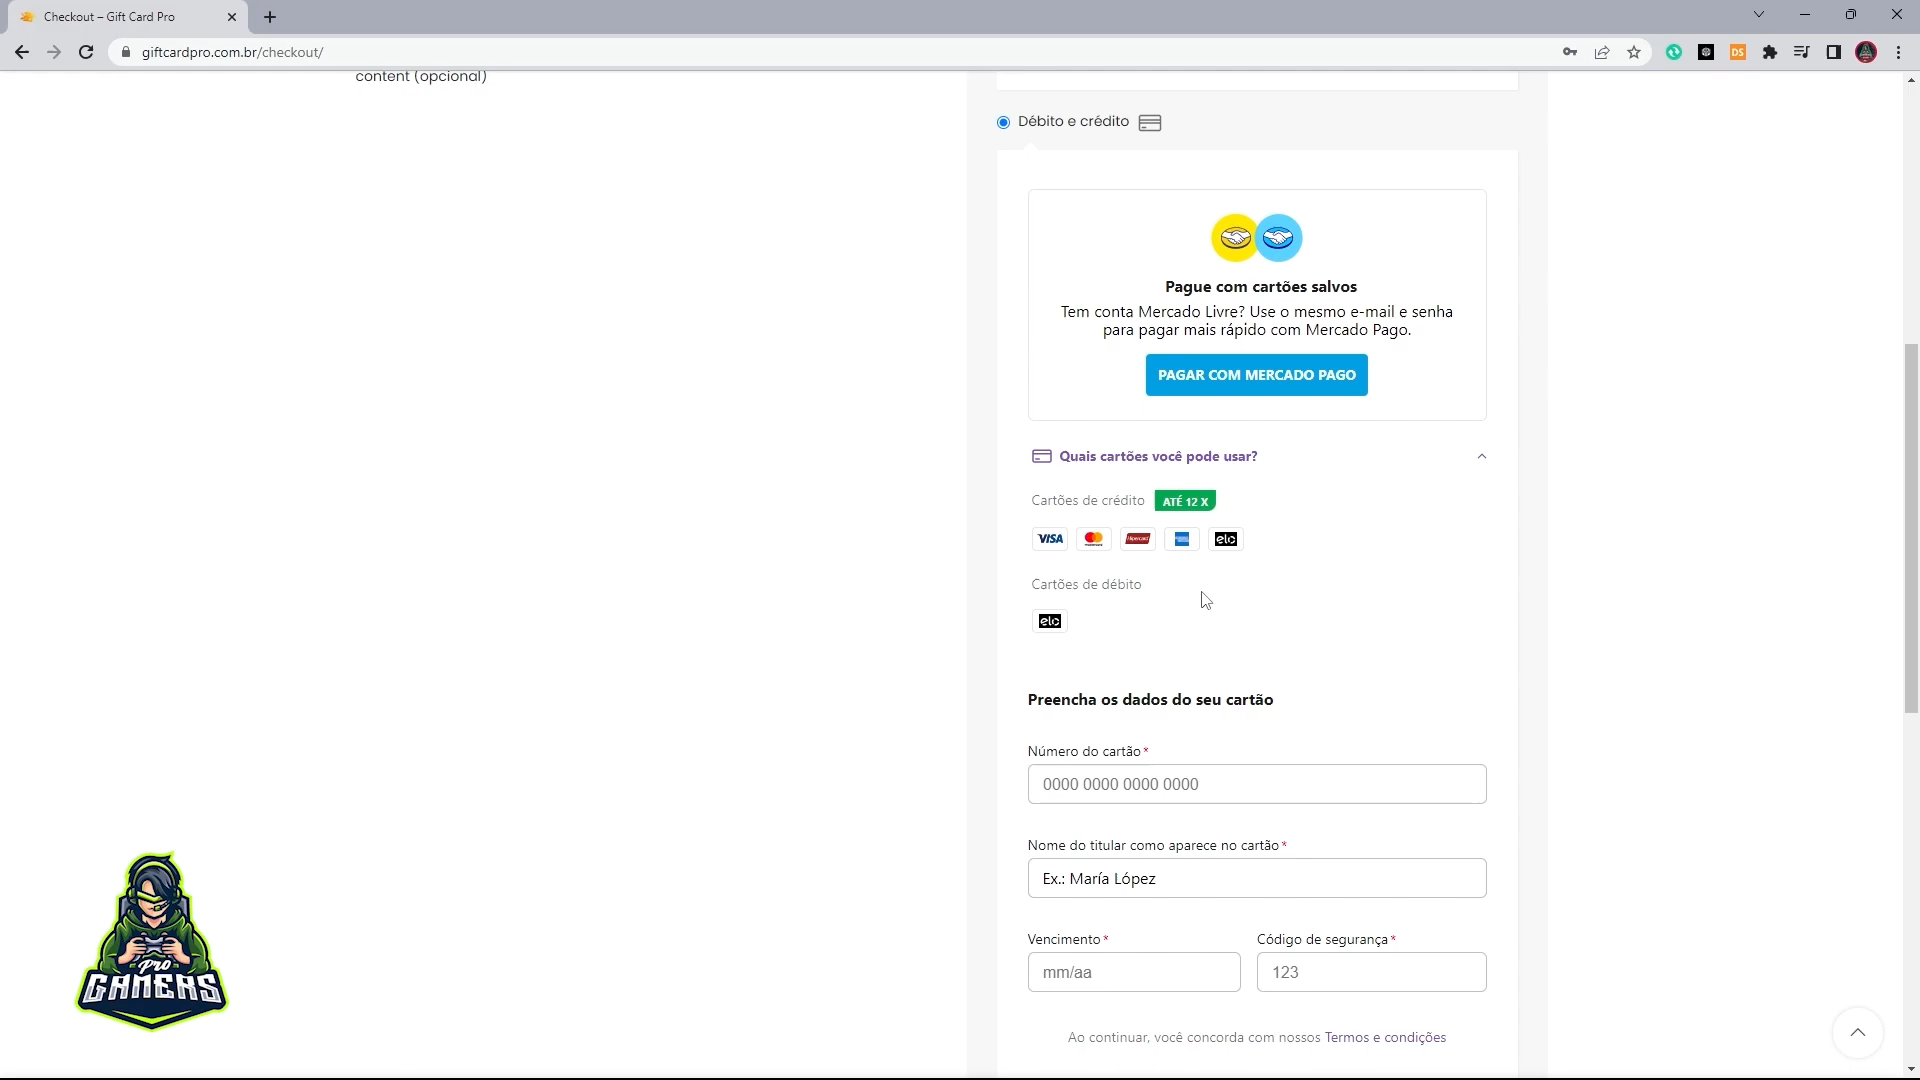 Checkout – Gift Card Pro
giftcardpro.com.br/checkout/
DS
content (opcional)
Débito e crédito
Pague com cartões salvos
Tem conta Mercado Livre? Use o mesmo e-mail e senha
para pagar mais rápido com Mercado Pago.
PAGAR COM MERCADO PAGO
Quais cartões você pode usar?
Cartões de crédito ATÉ 12 X
VISA Hipercard elo
Cartões de débito
elo
Preencha os dados do seu cartão
Número do cartão*
0000 0000 0000 0000
Nome do titular como aparece no cartão*
Ex.: María López
Vencimento* Código de segurança*
mm/aa 123
Ao continuar, você concorda com nossos Termos e condições
PRO
GAMERS